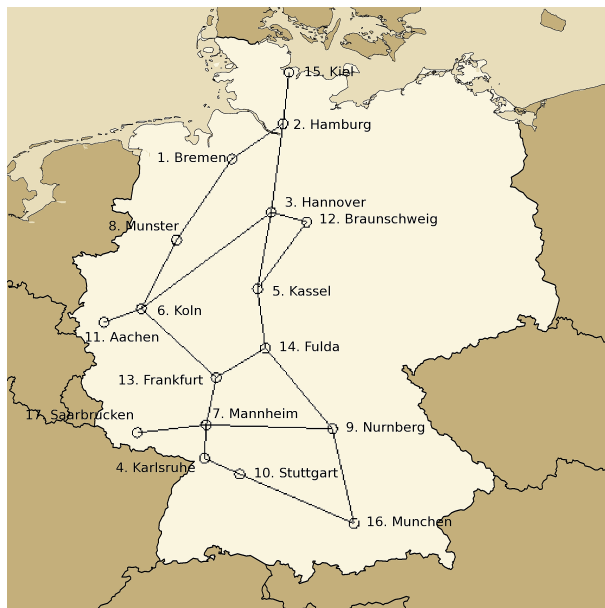 15. Kiel
2. Hamburg
1. Bremen
3. Hannover
12. Braunschweig
8. Munster
5. Kassel
6. Koln
11. Aachen
14. Fulda
13. Frankfurt
17. Saarbrucken
7. Mannheim
9. Nurnberg
4. Karlsruhe
10. Stuttgart
16. Munchen